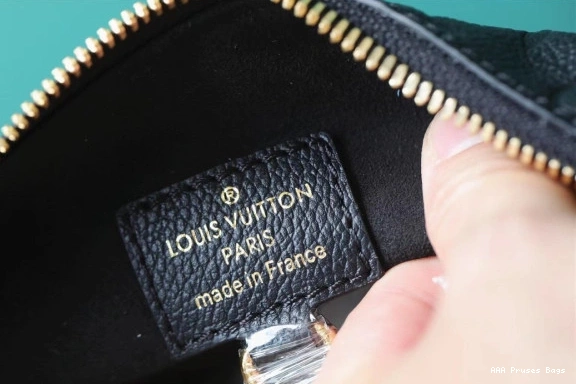 ®
LOUIS VUITTON
PARIS
made in France
AAA Pruses Bags